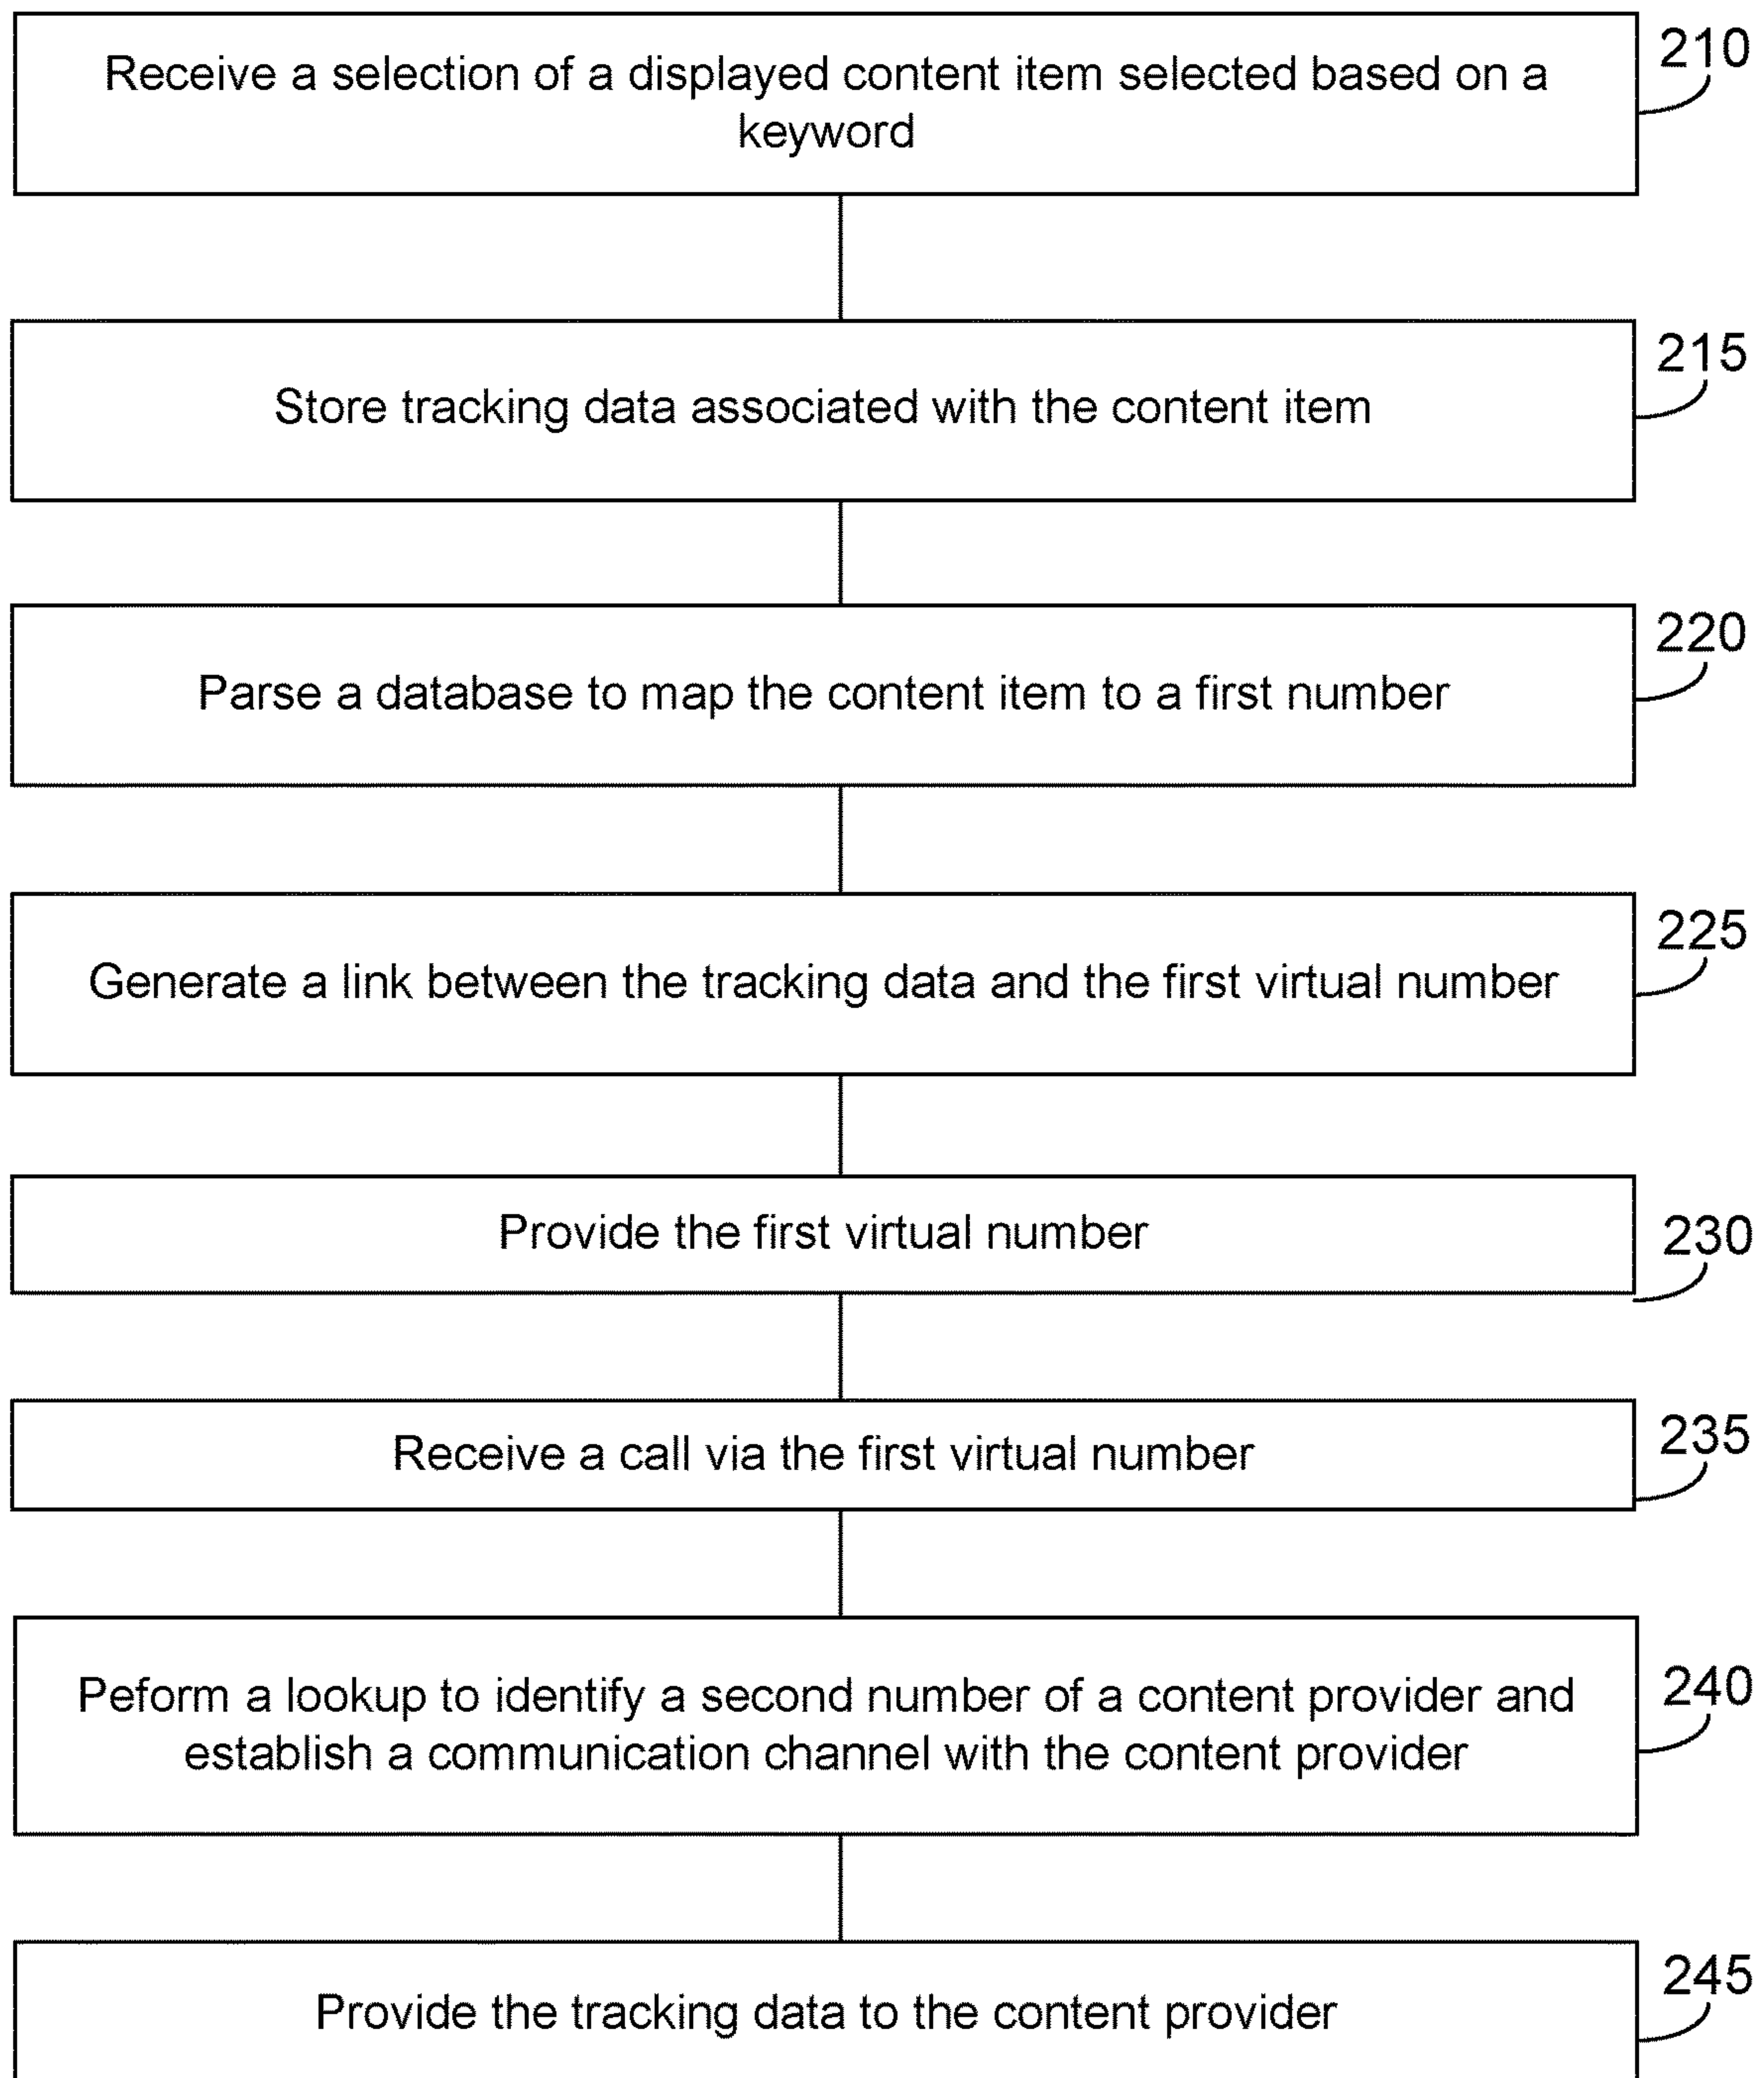 Receive a selection of a displayed content item selected based on a
keyword
210
Store tracking data associated with the content item
215
Parse a database to map the content item to a first number
220
Generate a link between the tracking data and the first virtual number
225
Provide the first virtual number
230
Receive a call via the first virtual number
235
Peform a lookup to identify a second number of a content provider and
establish a communication channel with the content provider
240
Provide the tracking data to the content provider
245